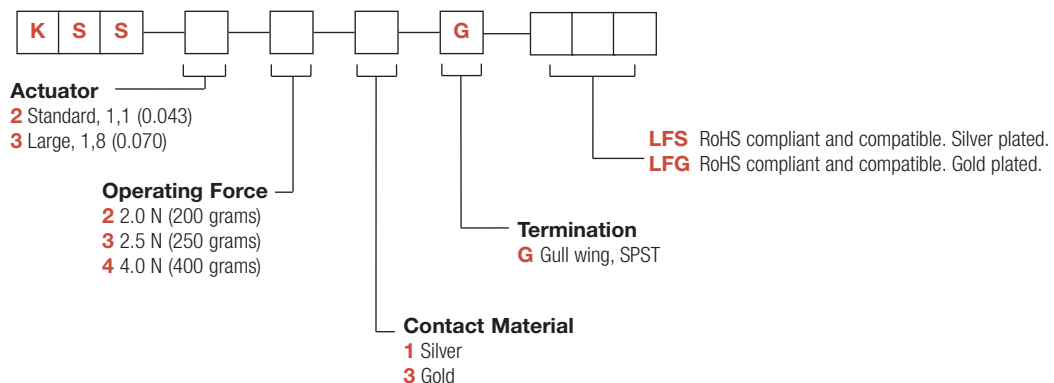 K S S G
Actuator
2 Standard, 1,1 (0.043)
3 Large, 1,8 (0.070)
LFS RoHS compliant and compatible. Silver plated.
LFG RoHS compliant and compatible. Gold plated.
Operating Force
2 2.0 N (200 grams)
3 2.5 N (250 grams)
4 4.0 N (400 grams)
Termination
G Gull wing, SPST
Contact Material
1 Silver
3 Gold